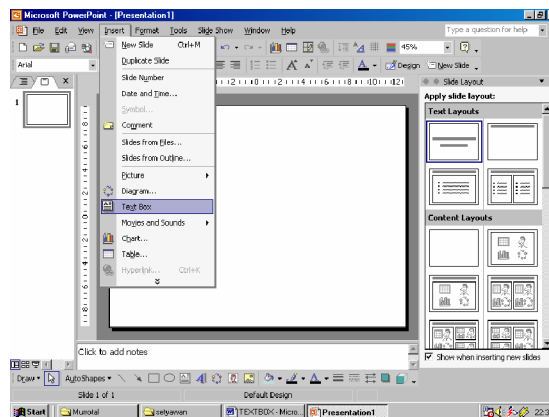 Microsoft PowerPoint - [Presentation1]
File Edit View Insert Format Tools Slide Show Window Help
Type a question for help
45%
Arial
Design New Slide
New Slide Ctrl+M
Duplicate Slide
Slide Number
Date and Time...
Symbol...
Comment
Slides from Files...
Slides from Outline...
Picture
Diagram...
Text Box
Movies and Sounds
Chart...
Table...
Hyperlink... Ctrl+K
1
Slide Layout
Apply slide layout:
Text Layouts
Content Layouts
Show when inserting new slides
Click to add notes
Draw AutoShapes
Slide 1 of 1
Default Design
Start
Murrotal
setyawan
TEXTBOX - Micro...
Presentation1